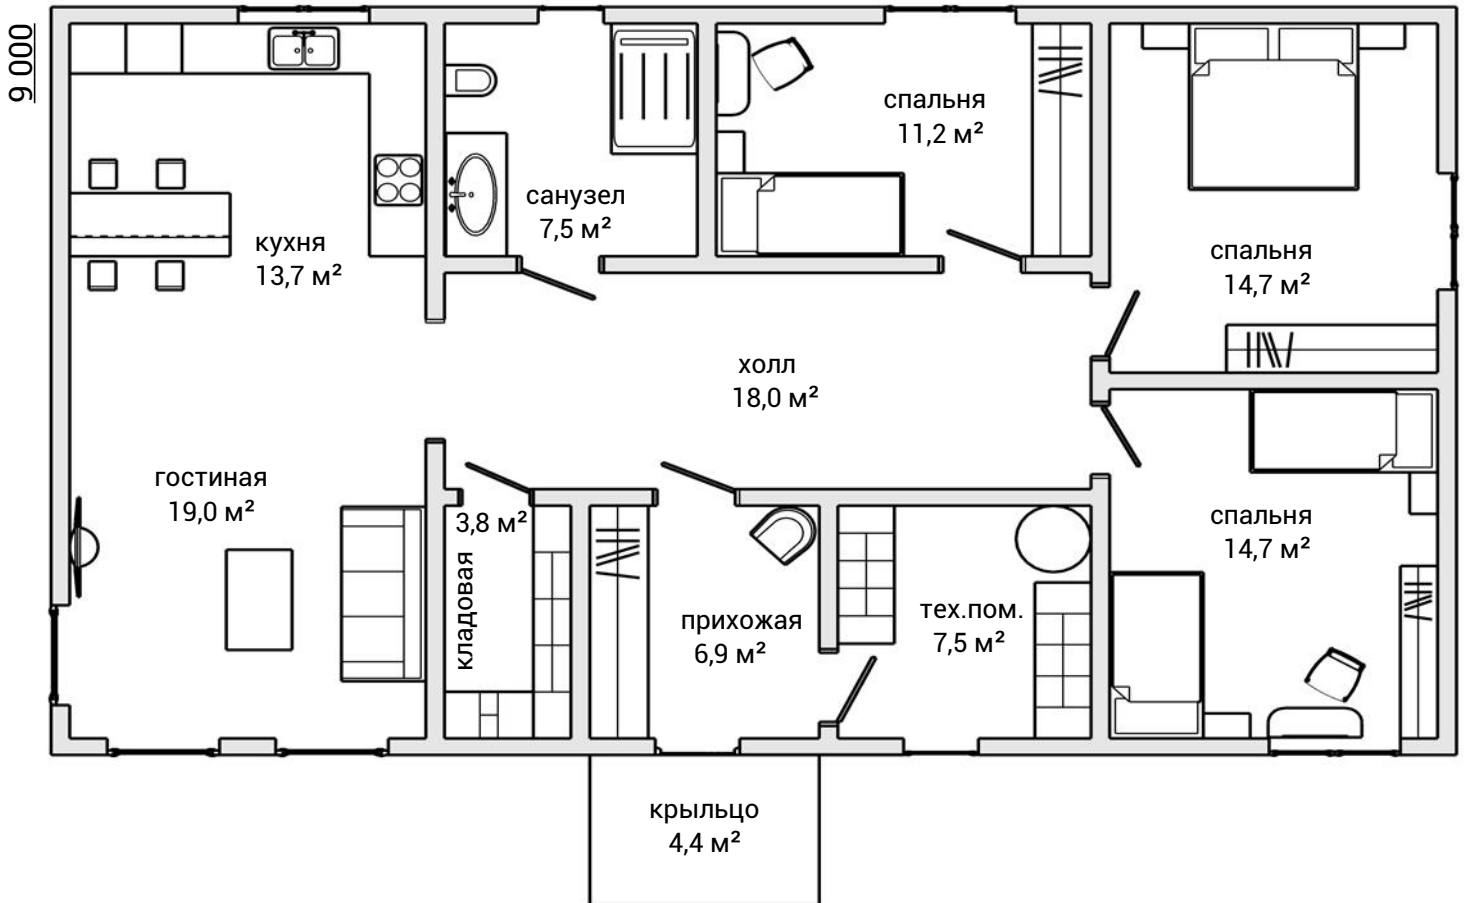 9 000
спальня
11,2 м²
санузел
7,5 м²
кухня
13,7 м²
спальня
14,7 м²
холл
18,0 м²
гостиная
19,0 м²
3,8 м²
кладовая
спальня
14,7 м²
прихожая
6,9 м²
тех.пом.
7,5 м²
крыльцо
4,4 м²